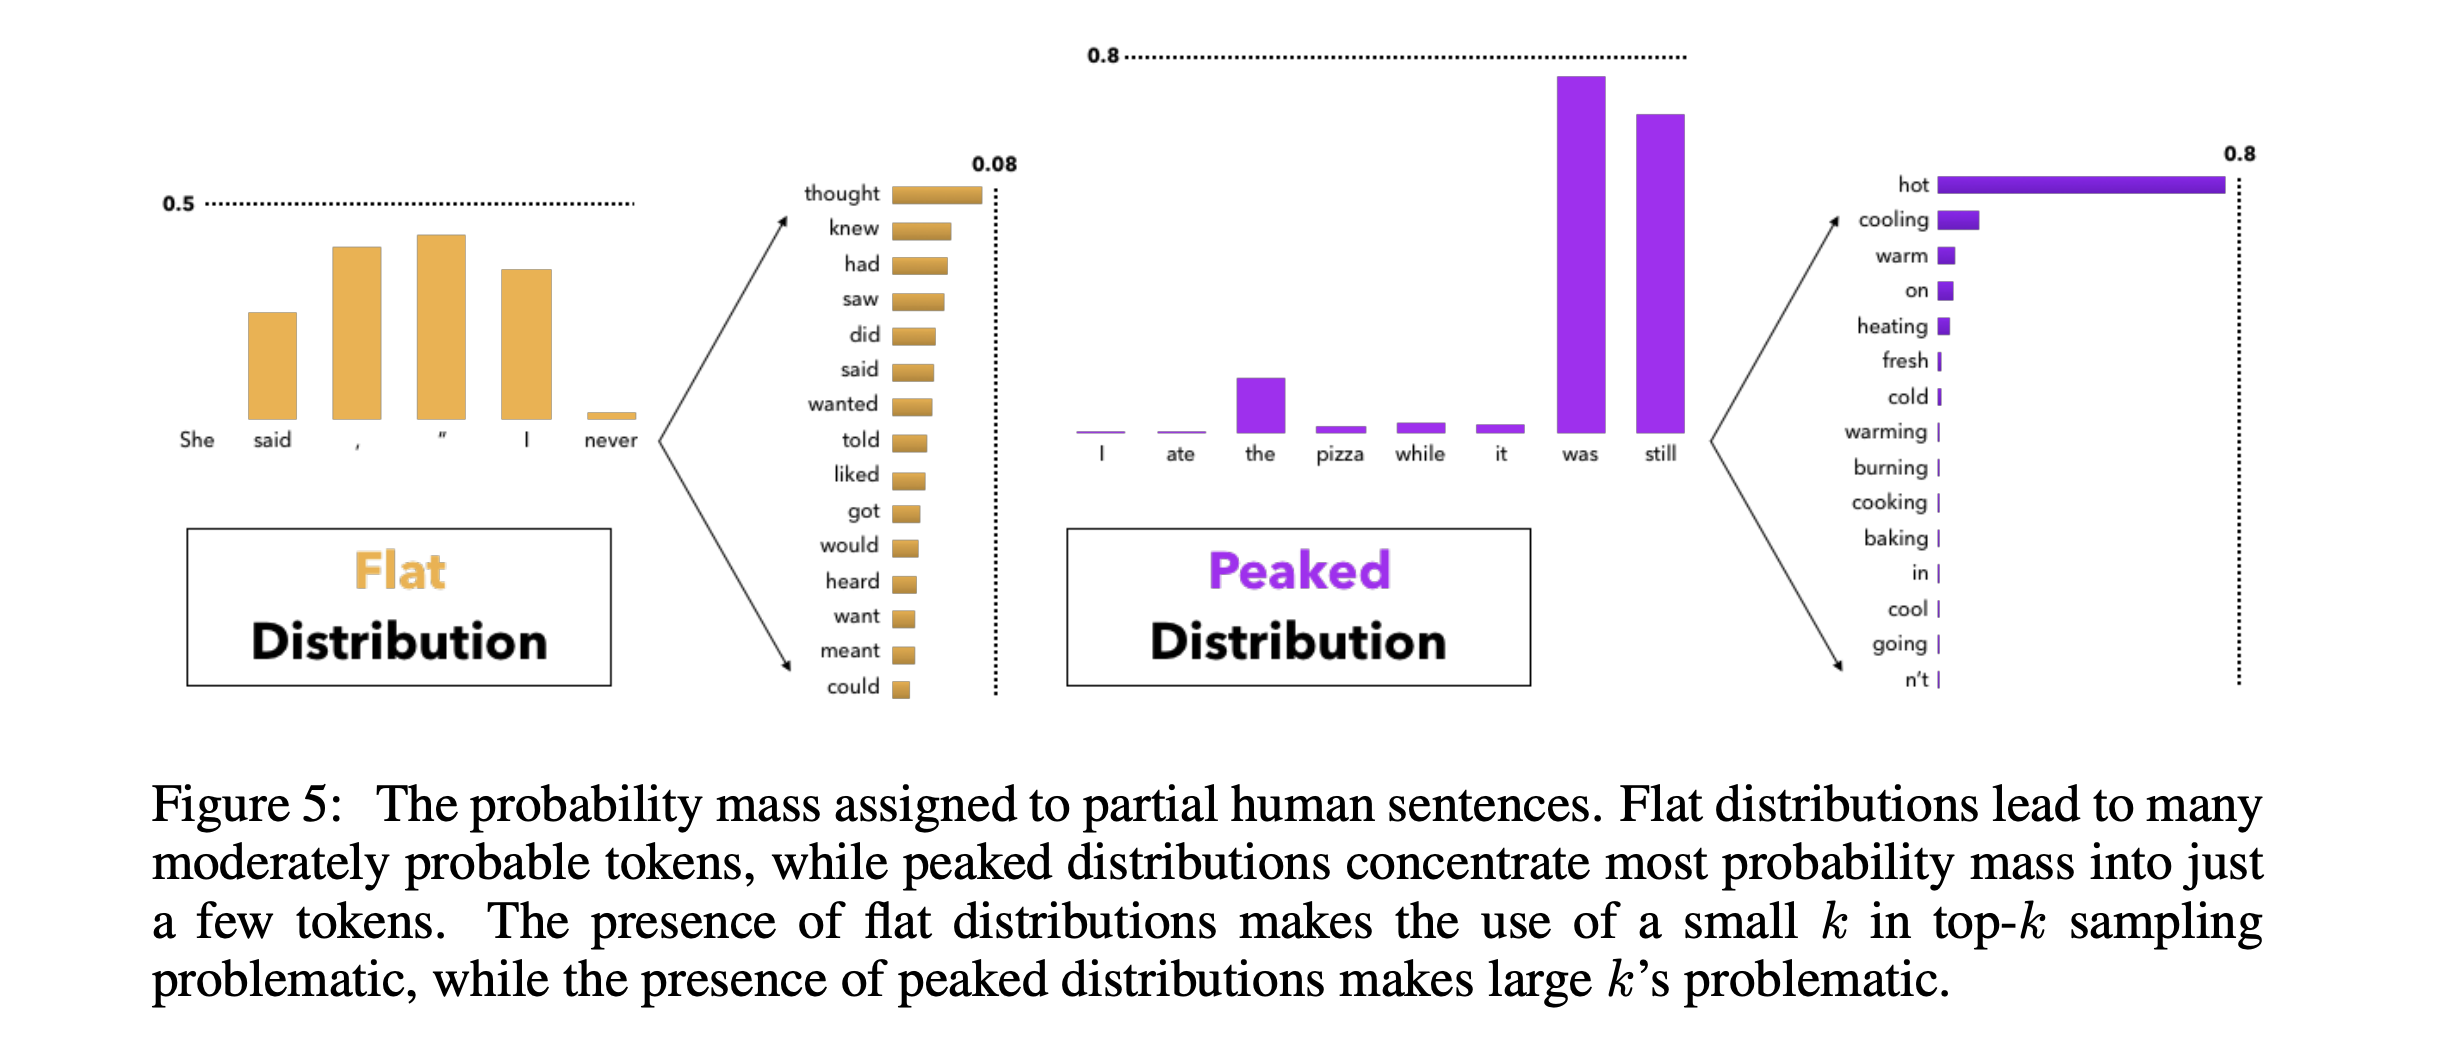 0.5
She said , " I never
0.08
thought
knew
had
saw
did
said
wanted
told
liked
got
would
heard
want
meant
could
Flat
Distribution
0.8
I ate the pizza while it was still
0.8
hot
cooling
warm
on
heating
fresh
cold
warming
burning
cooking
baking
in
cool
going
n't
Peaked
Distribution
Figure 5: The probability mass assigned to partial human sentences. Flat distributions lead to many
moderately probable tokens, while peaked distributions concentrate most probability mass into just
a few tokens. The presence of flat distributions makes the use of a small k in top-k sampling
problematic, while the presence of peaked distributions makes large k's problematic.